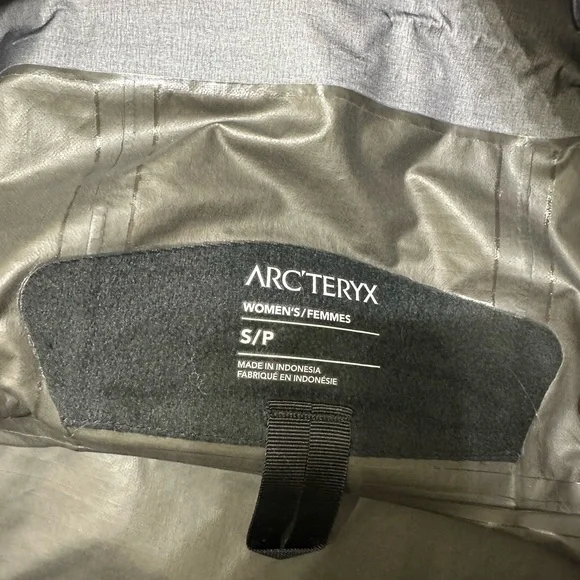 ARC'TERYX
WOMEN'S/FEMMES
S/P
MADE IN INDONESIA
FABRIQUÉ EN INDONÉSIE